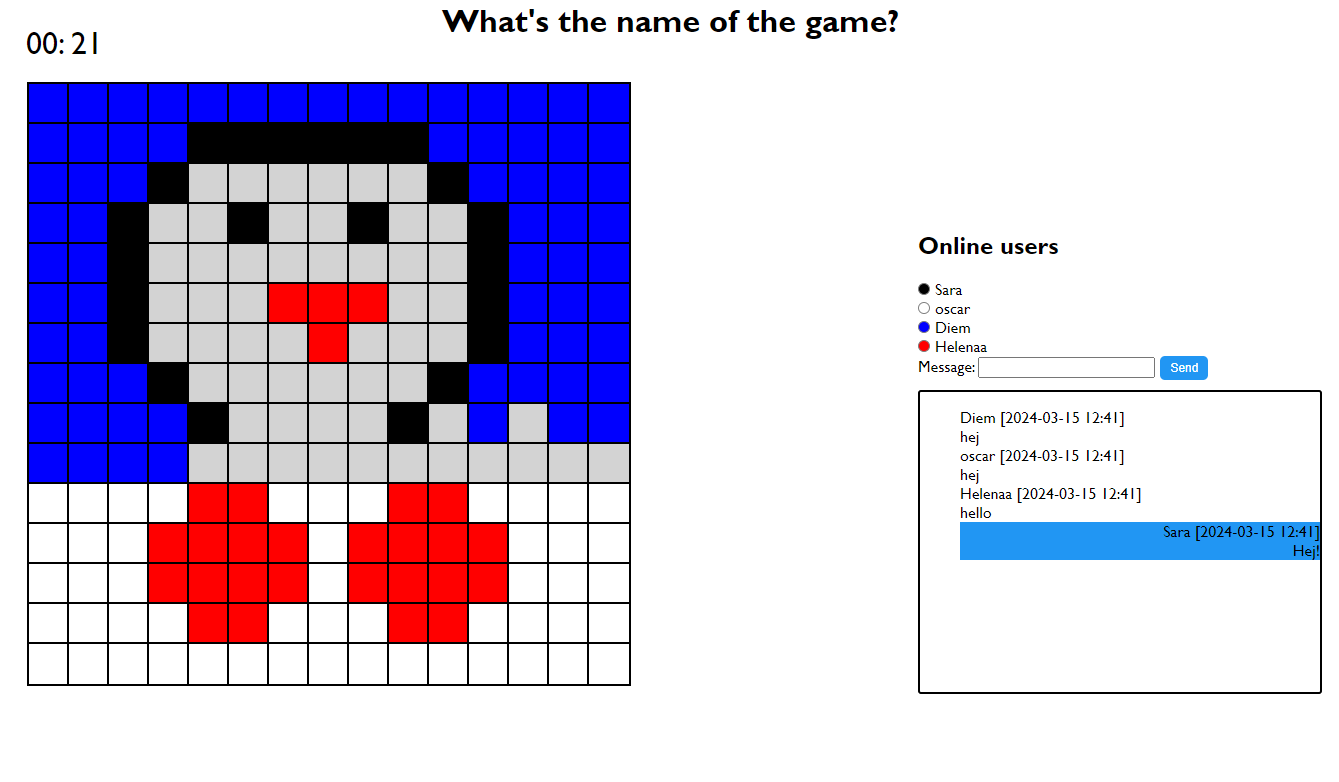 What's the name of the game?
00: 21
Online users
Sara
oscar
Diem
Helenaa
Message:
Send
Diem [2024-03-15 12:41]
hej
oscar [2024-03-15 12:41]
hej
Helenaa [2024-03-15 12:41]
hello
Sara [2024-03-15 12:41]
Hej!